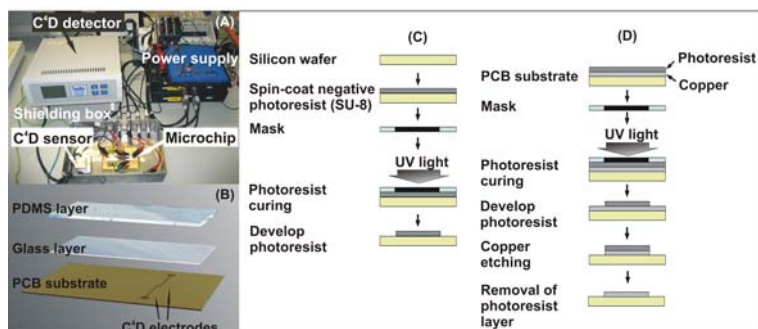 (A)
C⁴D detector
Power supply
Shielding box
C⁴D sensor
Microchip
(B)
PDMS layer
Glass layer
PCB substrate
C⁴D electrodes
(C)
Silicon wafer
Spin-coat negative
photoresist (SU-8)
Mask
UV light
Photoresist
curing
Develop
photoresist
(D)
Photoresist
PCB substrate
Copper
Mask
UV light
Photoresist
curing
Develop
photoresist
Copper
etching
Removal of
photoresist
layer